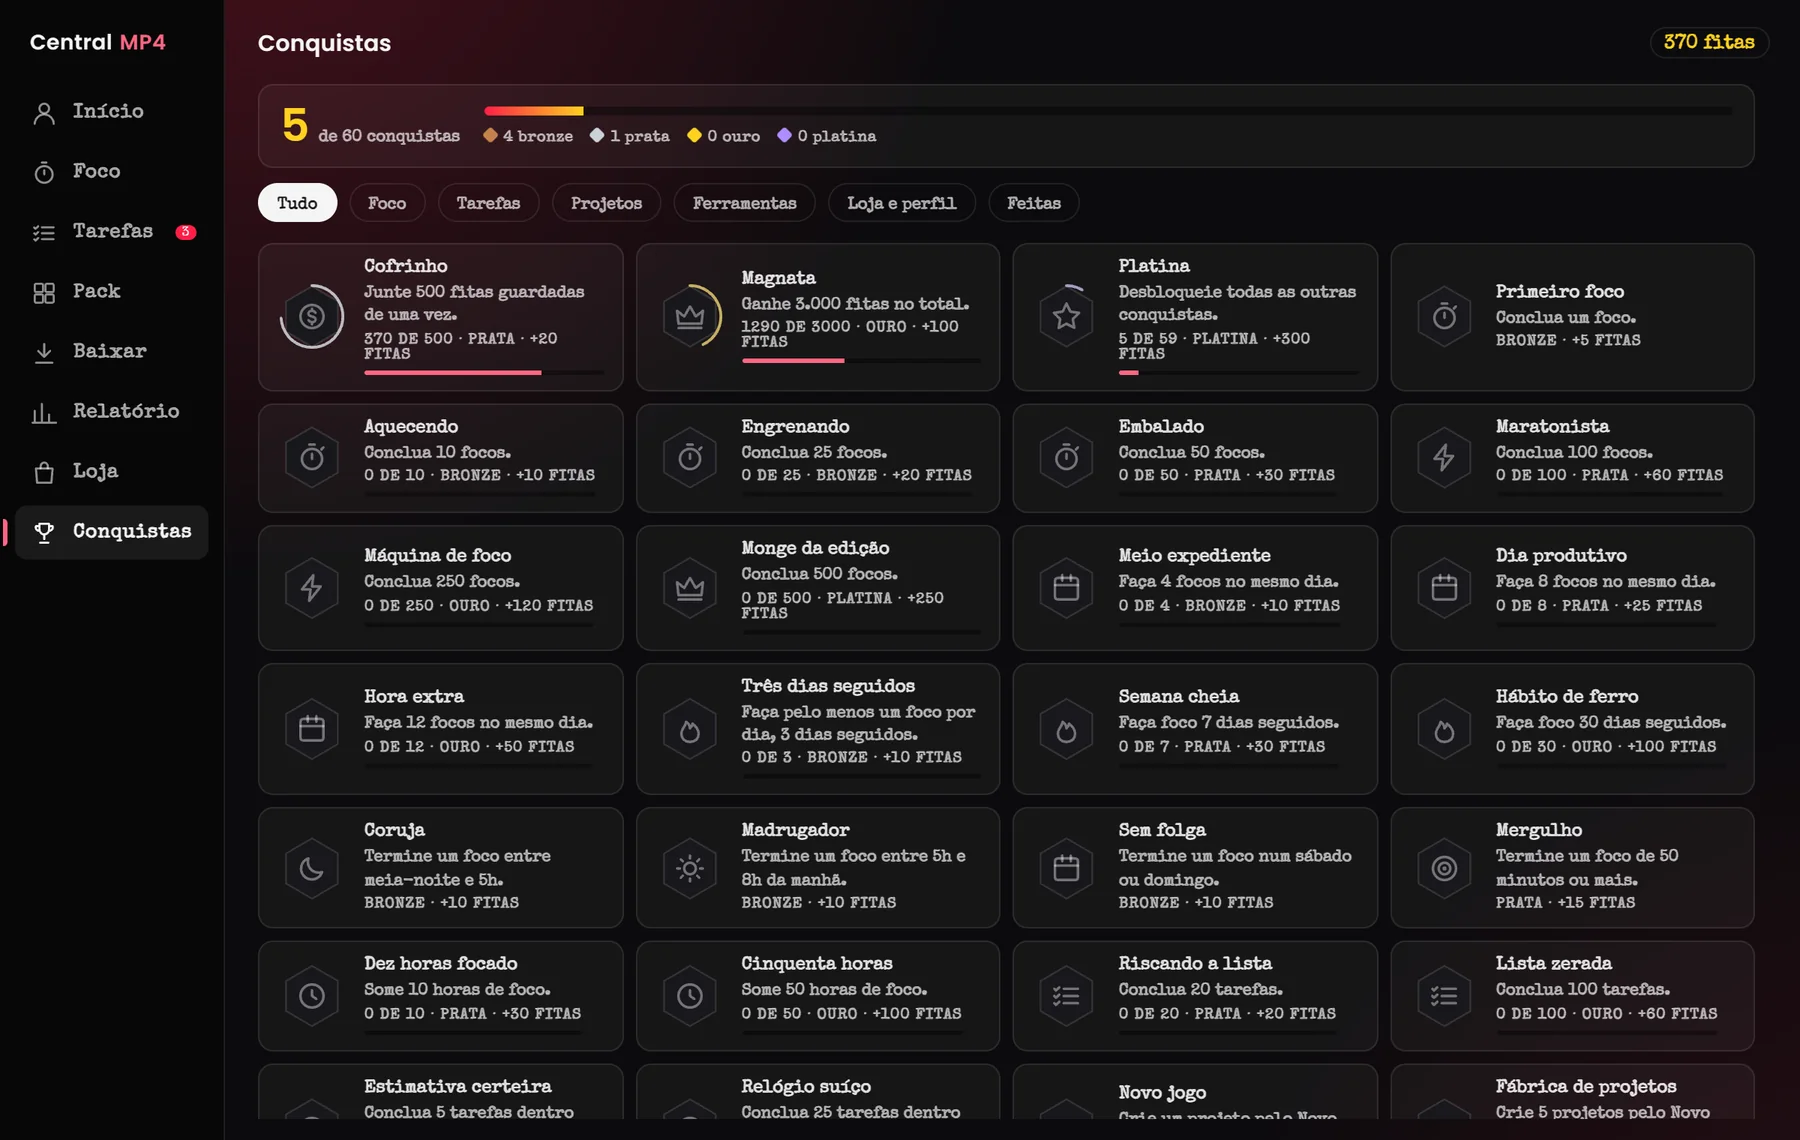 Central MP4
Início
Foco
Tarefas 3
Pack
Baixar
Relatório
Loja
Conquistas
Conquistas
370 fitas
5 de 60 conquistas
4 bronze 1 prata 0 ouro 0 platina
Tudo Foco Tarefas Projetos Ferramentas Loja e perfil Feitas
Cofrinho
Junte 500 fitas guardadas
de uma vez.
370 DE 500 · PRATA · +20
FITAS
Magnata
Ganhe 3.000 fitas no total.
1290 DE 3000 · OURO · +100
FITAS
Platina
Desbloqueie todas as outras
conquistas.
5 DE 59 · PLATINA · +300
FITAS
Primeiro foco
Conclua um foco.
BRONZE · +5 FITAS
Aquecendo
Conclua 10 focos.
0 DE 10 · BRONZE · +10 FITAS
Engrenando
Conclua 25 focos.
0 DE 25 · BRONZE · +20 FITAS
Embalado
Conclua 50 focos.
0 DE 50 · PRATA · +30 FITAS
Maratonista
Conclua 100 focos.
0 DE 100 · PRATA · +60 FITAS
Máquina de foco
Conclua 250 focos.
0 DE 250 · OURO · +120 FITAS
Monge da edição
Conclua 500 focos.
0 DE 500 · PLATINA · +250
FITAS
Meio expediente
Faça 4 focos no mesmo dia.
0 DE 4 · BRONZE · +10 FITAS
Dia produtivo
Faça 8 focos no mesmo dia.
0 DE 8 · PRATA · +25 FITAS
Hora extra
Faça 12 focos no mesmo dia.
0 DE 12 · OURO · +50 FITAS
Três dias seguidos
Faça pelo menos um foco por
dia, 3 dias seguidos.
0 DE 3 · BRONZE · +10 FITAS
Semana cheia
Faça foco 7 dias seguidos.
0 DE 7 · PRATA · +30 FITAS
Hábito de ferro
Faça foco 30 dias seguidos.
0 DE 30 · OURO · +100 FITAS
Coruja
Termine um foco entre
meia-noite e 5h.
BRONZE · +10 FITAS
Madrugador
Termine um foco entre 5h e
8h da manhã.
BRONZE · +10 FITAS
Sem folga
Termine um foco num sábado
ou domingo.
BRONZE · +10 FITAS
Mergulho
Termine um foco de 50
minutos ou mais.
PRATA · +15 FITAS
Dez horas focado
Some 10 horas de foco.
0 DE 10 · PRATA · +30 FITAS
Cinquenta horas
Some 50 horas de foco.
0 DE 50 · OURO · +100 FITAS
Riscando a lista
Conclua 20 tarefas.
0 DE 20 · PRATA · +20 FITAS
Lista zerada
Conclua 100 tarefas.
0 DE 100 · OURO · +60 FITAS
Estimativa certeira
Conclua 5 tarefas dentro
Relógio suíço
Conclua 25 tarefas dentro
Novo jogo
Crie um projeto pelo Novo
Fábrica de projetos
Crie 5 projetos pelo Novo